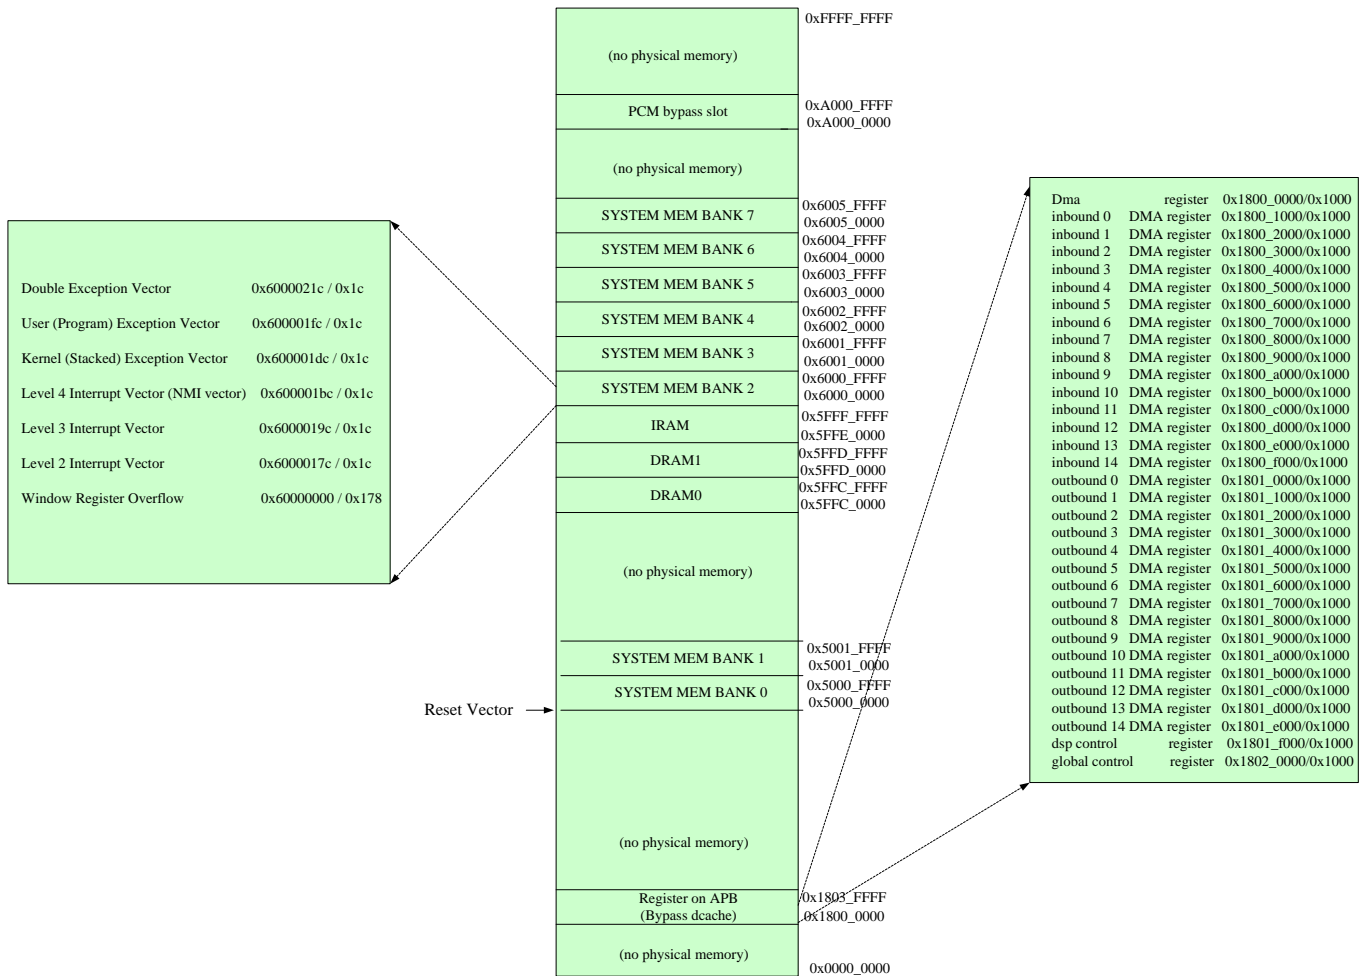 0xFFFF_FFFF
(no physical memory)
PCM bypass slot
0xA000_FFFF
0xA000_0000
(no physical memory)
SYSTEM MEM BANK 7
0x6005_FFFF
0x6005_0000
SYSTEM MEM BANK 6
0x6004_FFFF
0x6004_0000
SYSTEM MEM BANK 5
0x6003_FFFF
0x6003_0000
SYSTEM MEM BANK 4
0x6002_FFFF
0x6002_0000
SYSTEM MEM BANK 3
0x6001_FFFF
0x6001_0000
SYSTEM MEM BANK 2
0x6000_FFFF
0x6000_0000
IRAM
0x5FFF_FFFF
0x5FFE_0000
DRAM1
0x5FFD_FFFF
0x5FFD_0000
DRAM0
0x5FFC_FFFF
0x5FFC_0000
(no physical memory)
SYSTEM MEM BANK 1
0x5001_FFFF
0x5001_0000
SYSTEM MEM BANK 0
0x5000_FFFF
0x5000_0000
Reset Vector
(no physical memory)
Register on APB
(Bypass dcache)
0x1803_FFFF
0x1800_0000
(no physical memory)
0x0000_0000
Double Exception Vector 0x6000021c / 0x1c
User (Program) Exception Vector 0x600001fc / 0x1c
Kernel (Stacked) Exception Vector 0x600001dc / 0x1c
Level 4 Interrupt Vector (NMI vector) 0x600001bc / 0x1c
Level 3 Interrupt Vector 0x6000019c / 0x1c
Level 2 Interrupt Vector 0x6000017c / 0x1c
Window Register Overflow 0x60000000 / 0x178
Dma register 0x1800_0000/0x1000
inbound 0 DMA register 0x1800_1000/0x1000
inbound 1 DMA register 0x1800_2000/0x1000
inbound 2 DMA register 0x1800_3000/0x1000
inbound 3 DMA register 0x1800_4000/0x1000
inbound 4 DMA register 0x1800_5000/0x1000
inbound 5 DMA register 0x1800_6000/0x1000
inbound 6 DMA register 0x1800_7000/0x1000
inbound 7 DMA register 0x1800_8000/0x1000
inbound 8 DMA register 0x1800_9000/0x1000
inbound 9 DMA register 0x1800_a000/0x1000
inbound 10 DMA register 0x1800_b000/0x1000
inbound 11 DMA register 0x1800_c000/0x1000
inbound 12 DMA register 0x1800_d000/0x1000
inbound 13 DMA register 0x1800_e000/0x1000
inbound 14 DMA register 0x1800_f000/0x1000
outbound 0 DMA register 0x1801_0000/0x1000
outbound 1 DMA register 0x1801_1000/0x1000
outbound 2 DMA register 0x1801_2000/0x1000
outbound 3 DMA register 0x1801_3000/0x1000
outbound 4 DMA register 0x1801_4000/0x1000
outbound 5 DMA register 0x1801_5000/0x1000
outbound 6 DMA register 0x1801_6000/0x1000
outbound 7 DMA register 0x1801_7000/0x1000
outbound 8 DMA register 0x1801_8000/0x1000
outbound 9 DMA register 0x1801_9000/0x1000
outbound 10 DMA register 0x1801_a000/0x1000
outbound 11 DMA register 0x1801_b000/0x1000
outbound 12 DMA register 0x1801_c000/0x1000
outbound 13 DMA register 0x1801_d000/0x1000
outbound 14 DMA register 0x1801_e000/0x1000
dsp control register 0x1801_f000/0x1000
global control register 0x1802_0000/0x1000